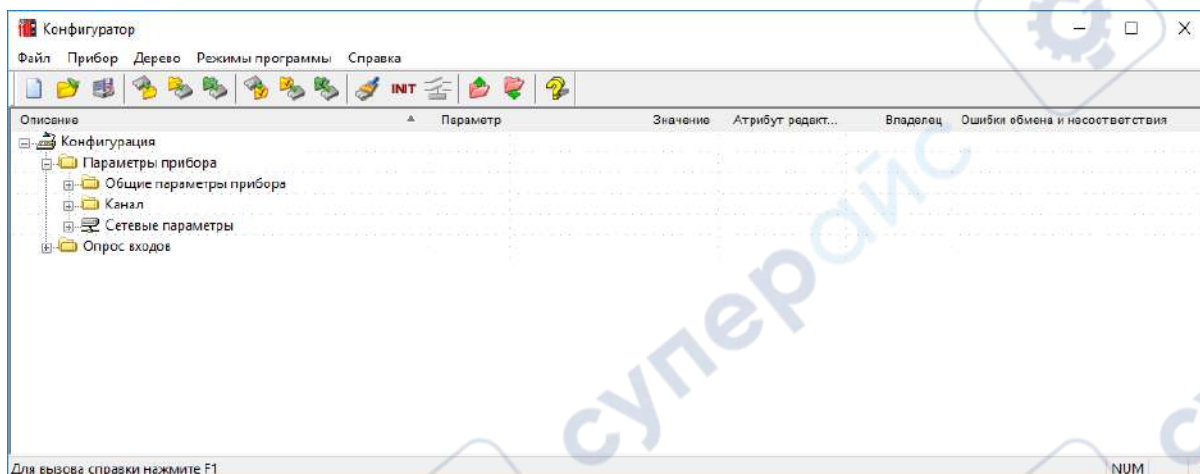 Конфигуратор
Файл Прибор Дерево Режимы программы Справка
INIT
Описание Параметр Значение Атрибут редакт... Владелец Ошибки обмена и несоответствия
Конфигурация
Параметры прибора
Общие параметры прибора
Канал
Сетевые параметры
Опрос входов
суперайс
Для вызова справки нажмите F1 NUM